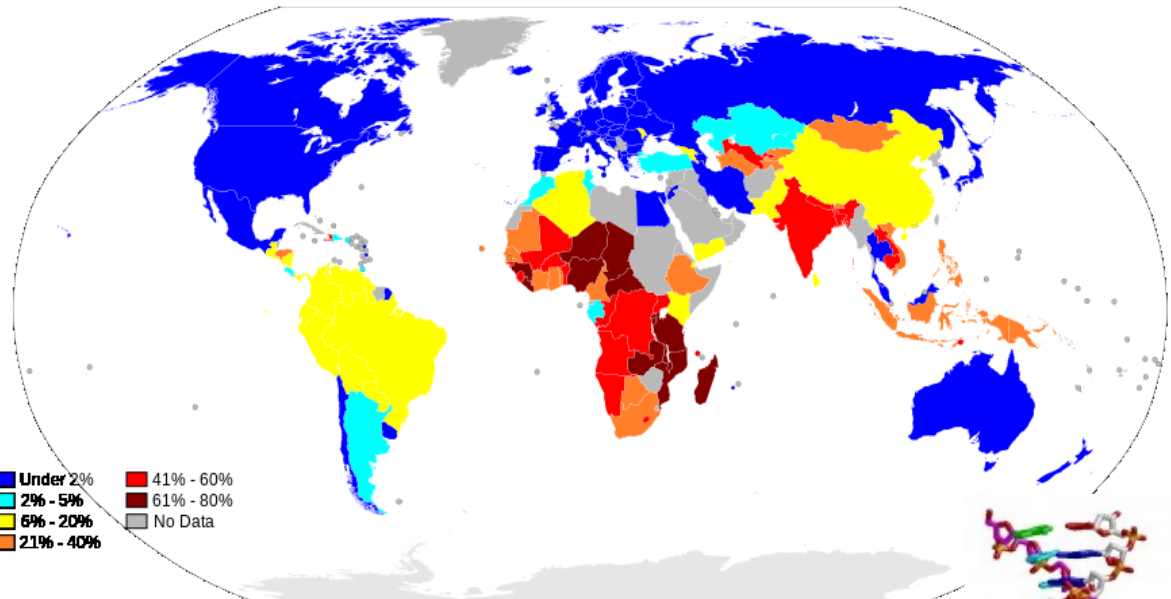 Under 2%
2% - 5%
6% - 20%
21% - 40%
41% - 60%
61% - 80%
No Data